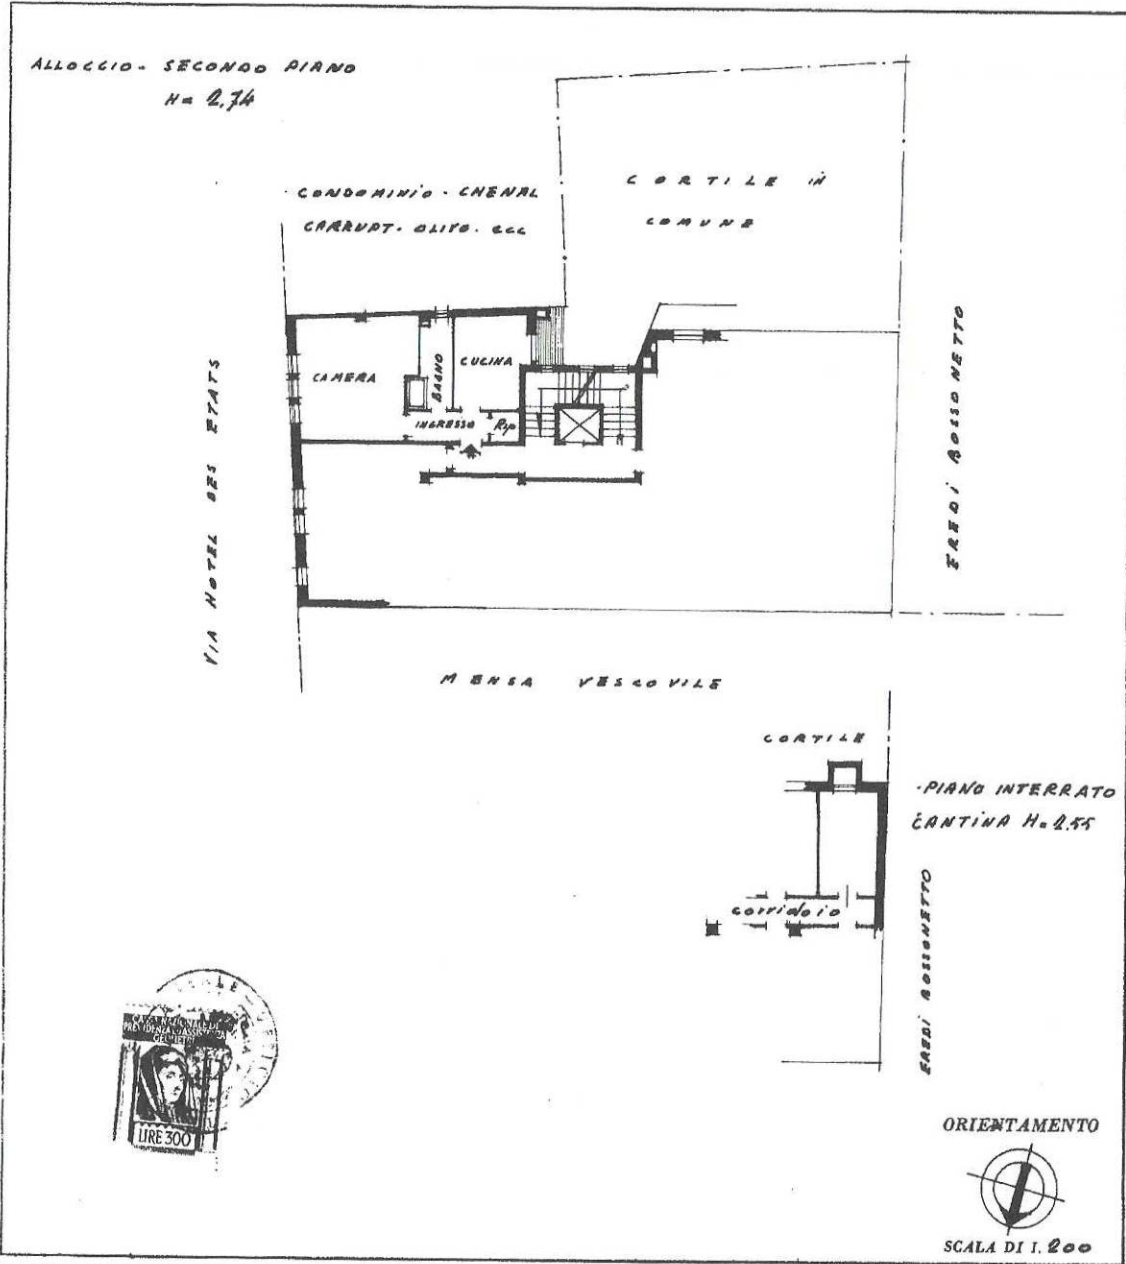 ALLOGGIO - SECONDO PIANO
H= 2,74
CONDOMINIO - CHENAL
CARRUPT - OLITO - ecc
CORTILE IN
COMUNE
CAMERA
BAGNO
CUCINA
INGRESSO
Rip
VIA HOTEL DES ETATS
EREDI ROSSONETTO
MENSA VESCOVILE
CORTILE
- PIANO INTERRATO
CANTINA H= 2.55
corridoio
EREDI ROSSONETTO
LIRE 300
ORIENTAMENTO
SCALA DI 1. 200